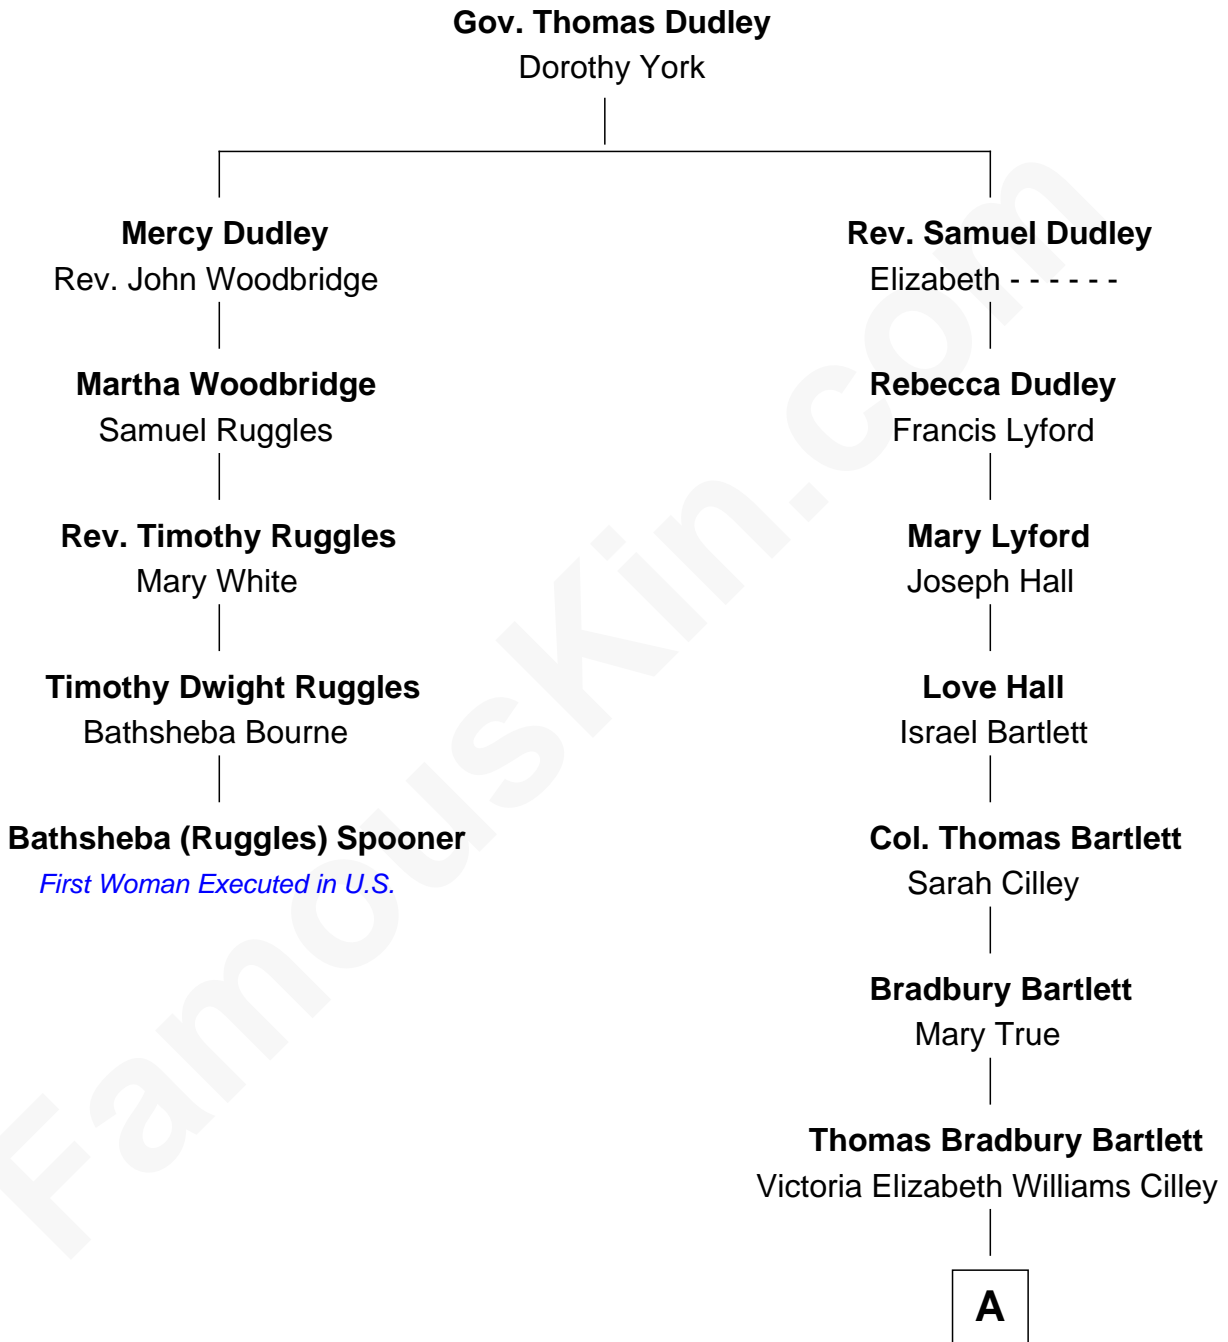 Gov. Thomas Dudley
Dorothy York
Mercy Dudley
Rev. John Woodbridge
Martha Woodbridge
Samuel Ruggles
Rev. Timothy Ruggles
Mary White
Timothy Dwight Ruggles
Bathsheba Bourne
Bathsheba (Ruggles) Spooner
First Woman Executed in U.S.
Rev. Samuel Dudley
Elizabeth - - - - - -
Rebecca Dudley
Francis Lyford
Mary Lyford
Joseph Hall
Love Hall
Israel Bartlett
Col. Thomas Bartlett
Sarah Cilley
Bradbury Bartlett
Mary True
Thomas Bradbury Bartlett
Victoria Elizabeth Williams Cilley
A
FamousKin.com